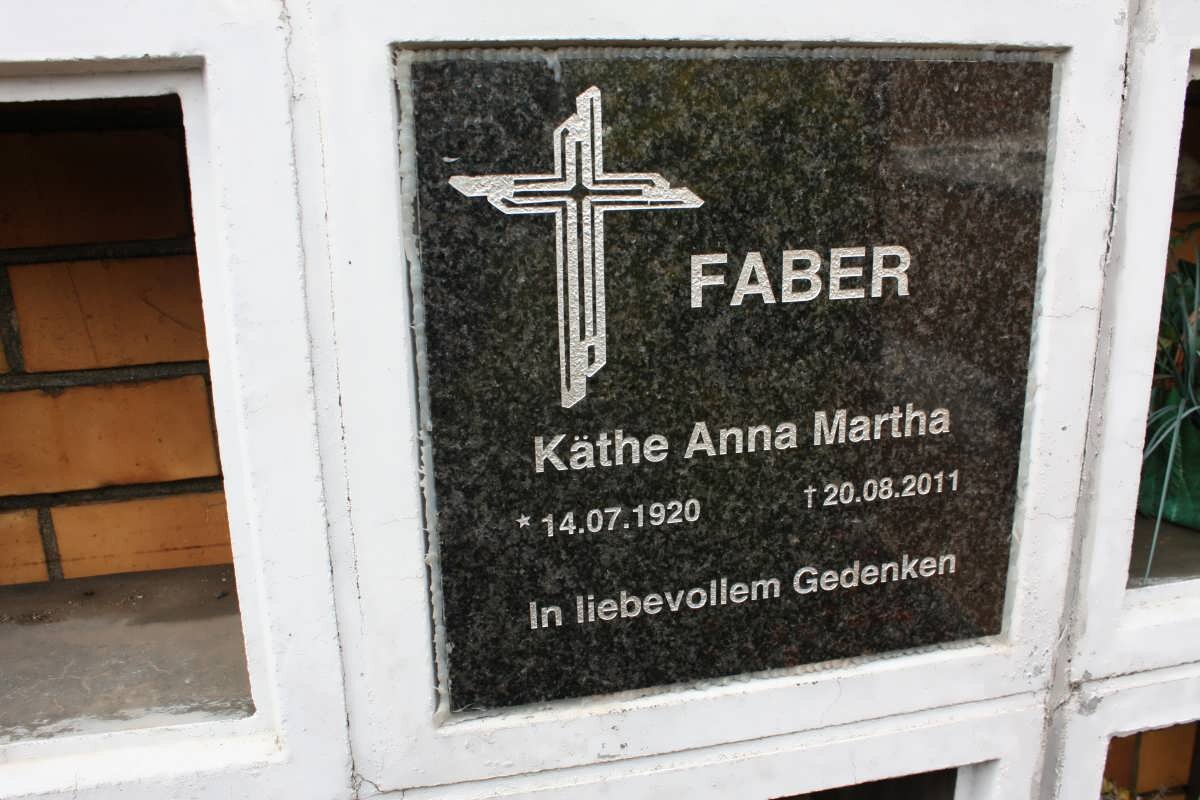 FABER
Käthe Anna Martha
* 14.07.1920 † 20.08.2011
In liebevollem Gedenken